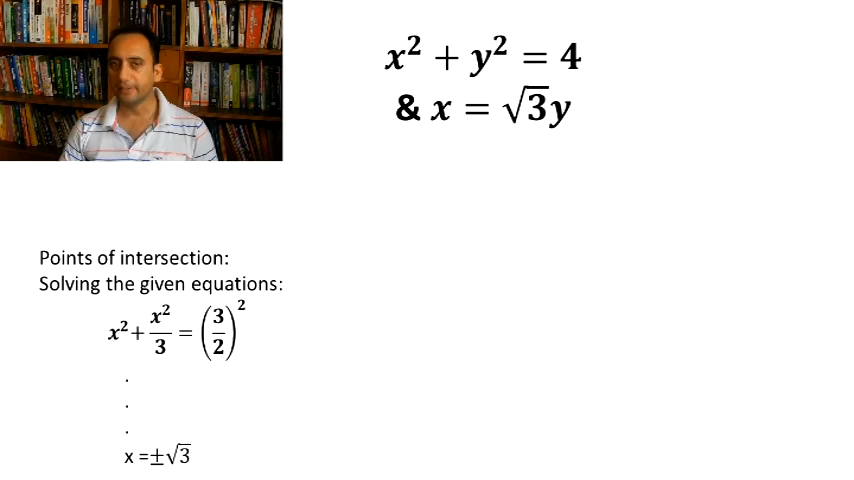 x² + y² = 4
& x = √3y
Points of intersection:
Solving the given equations:
x² + x²/3 = (3/2)²
.
.
.
x = ±√3